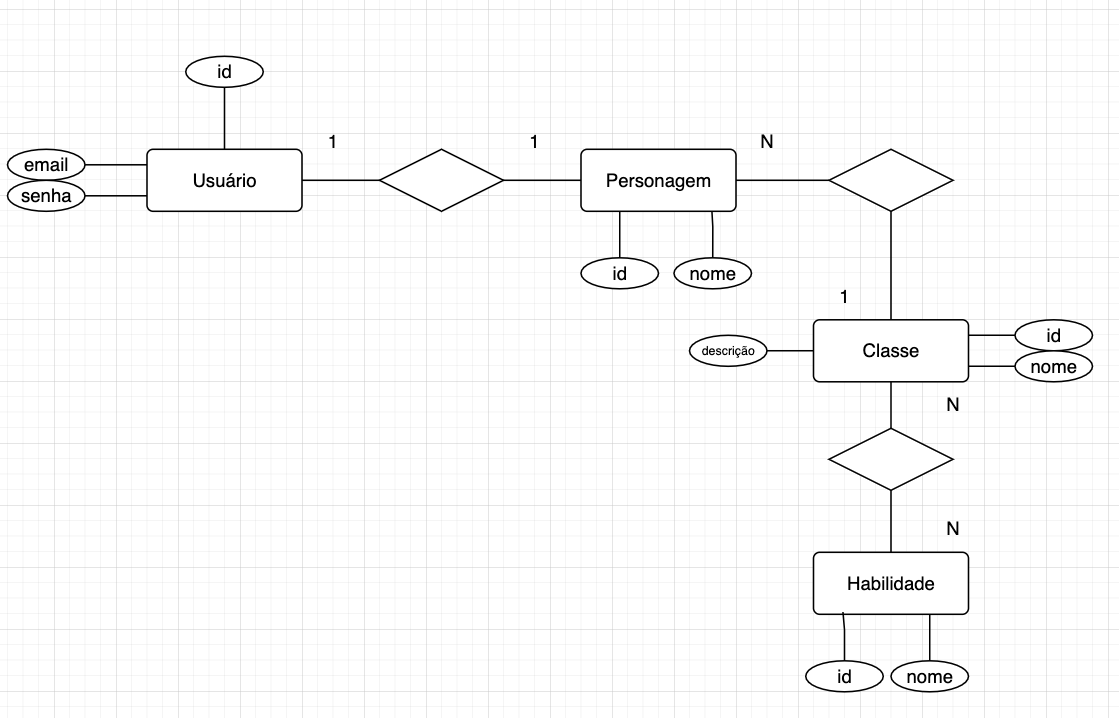 id
1
1
N
email
Usuário
Personagem
senha
id
nome
1
id
descrição
Classe
nome
N
N
Habilidade
id
nome